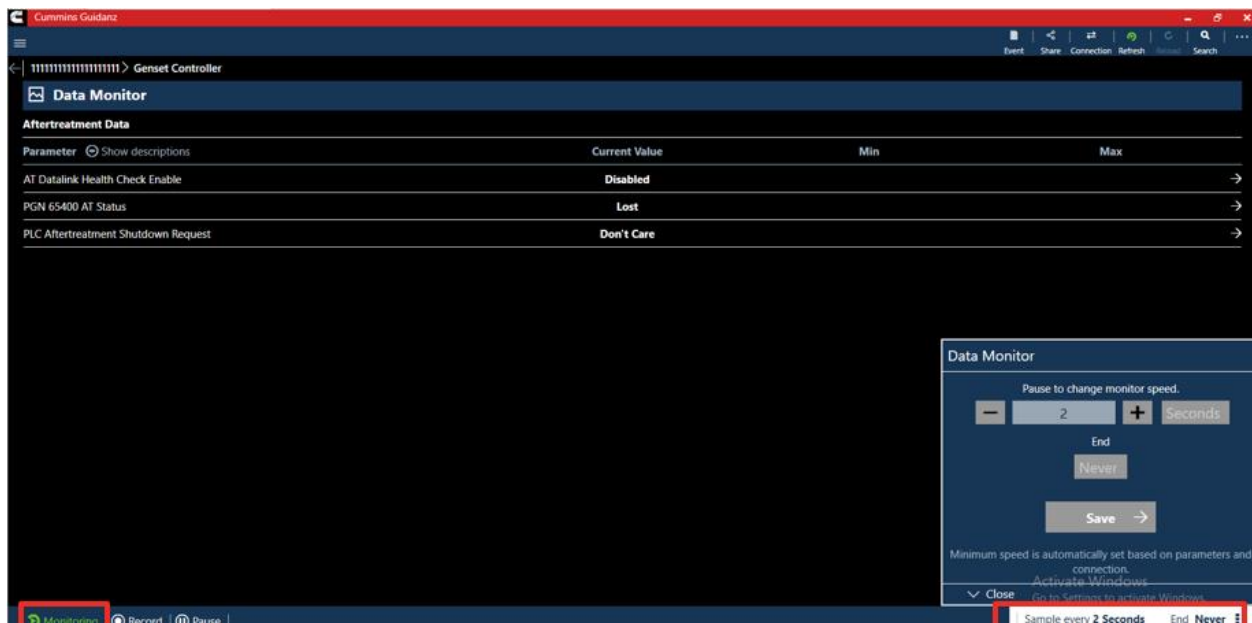 Cummins Guidanz
Event Share Connection Refresh Reload Search
11111111111111111111 > Genset Controller
Data Monitor
Aftertreatment Data
Parameter Show descriptions Current Value Min Max
AT Datalink Health Check Enable Disabled
PGN 65400 AT Status Lost
PLC Aftertreatment Shutdown Request Don't Care
Data Monitor
Pause to change monitor speed.
2 Seconds
End
Never
Save
Minimum speed is automatically set based on parameters and
connection.
Activate Windows
Close Go to Settings to activate Windows.
Monitoring Record Pause Sample every 2 Seconds End Never